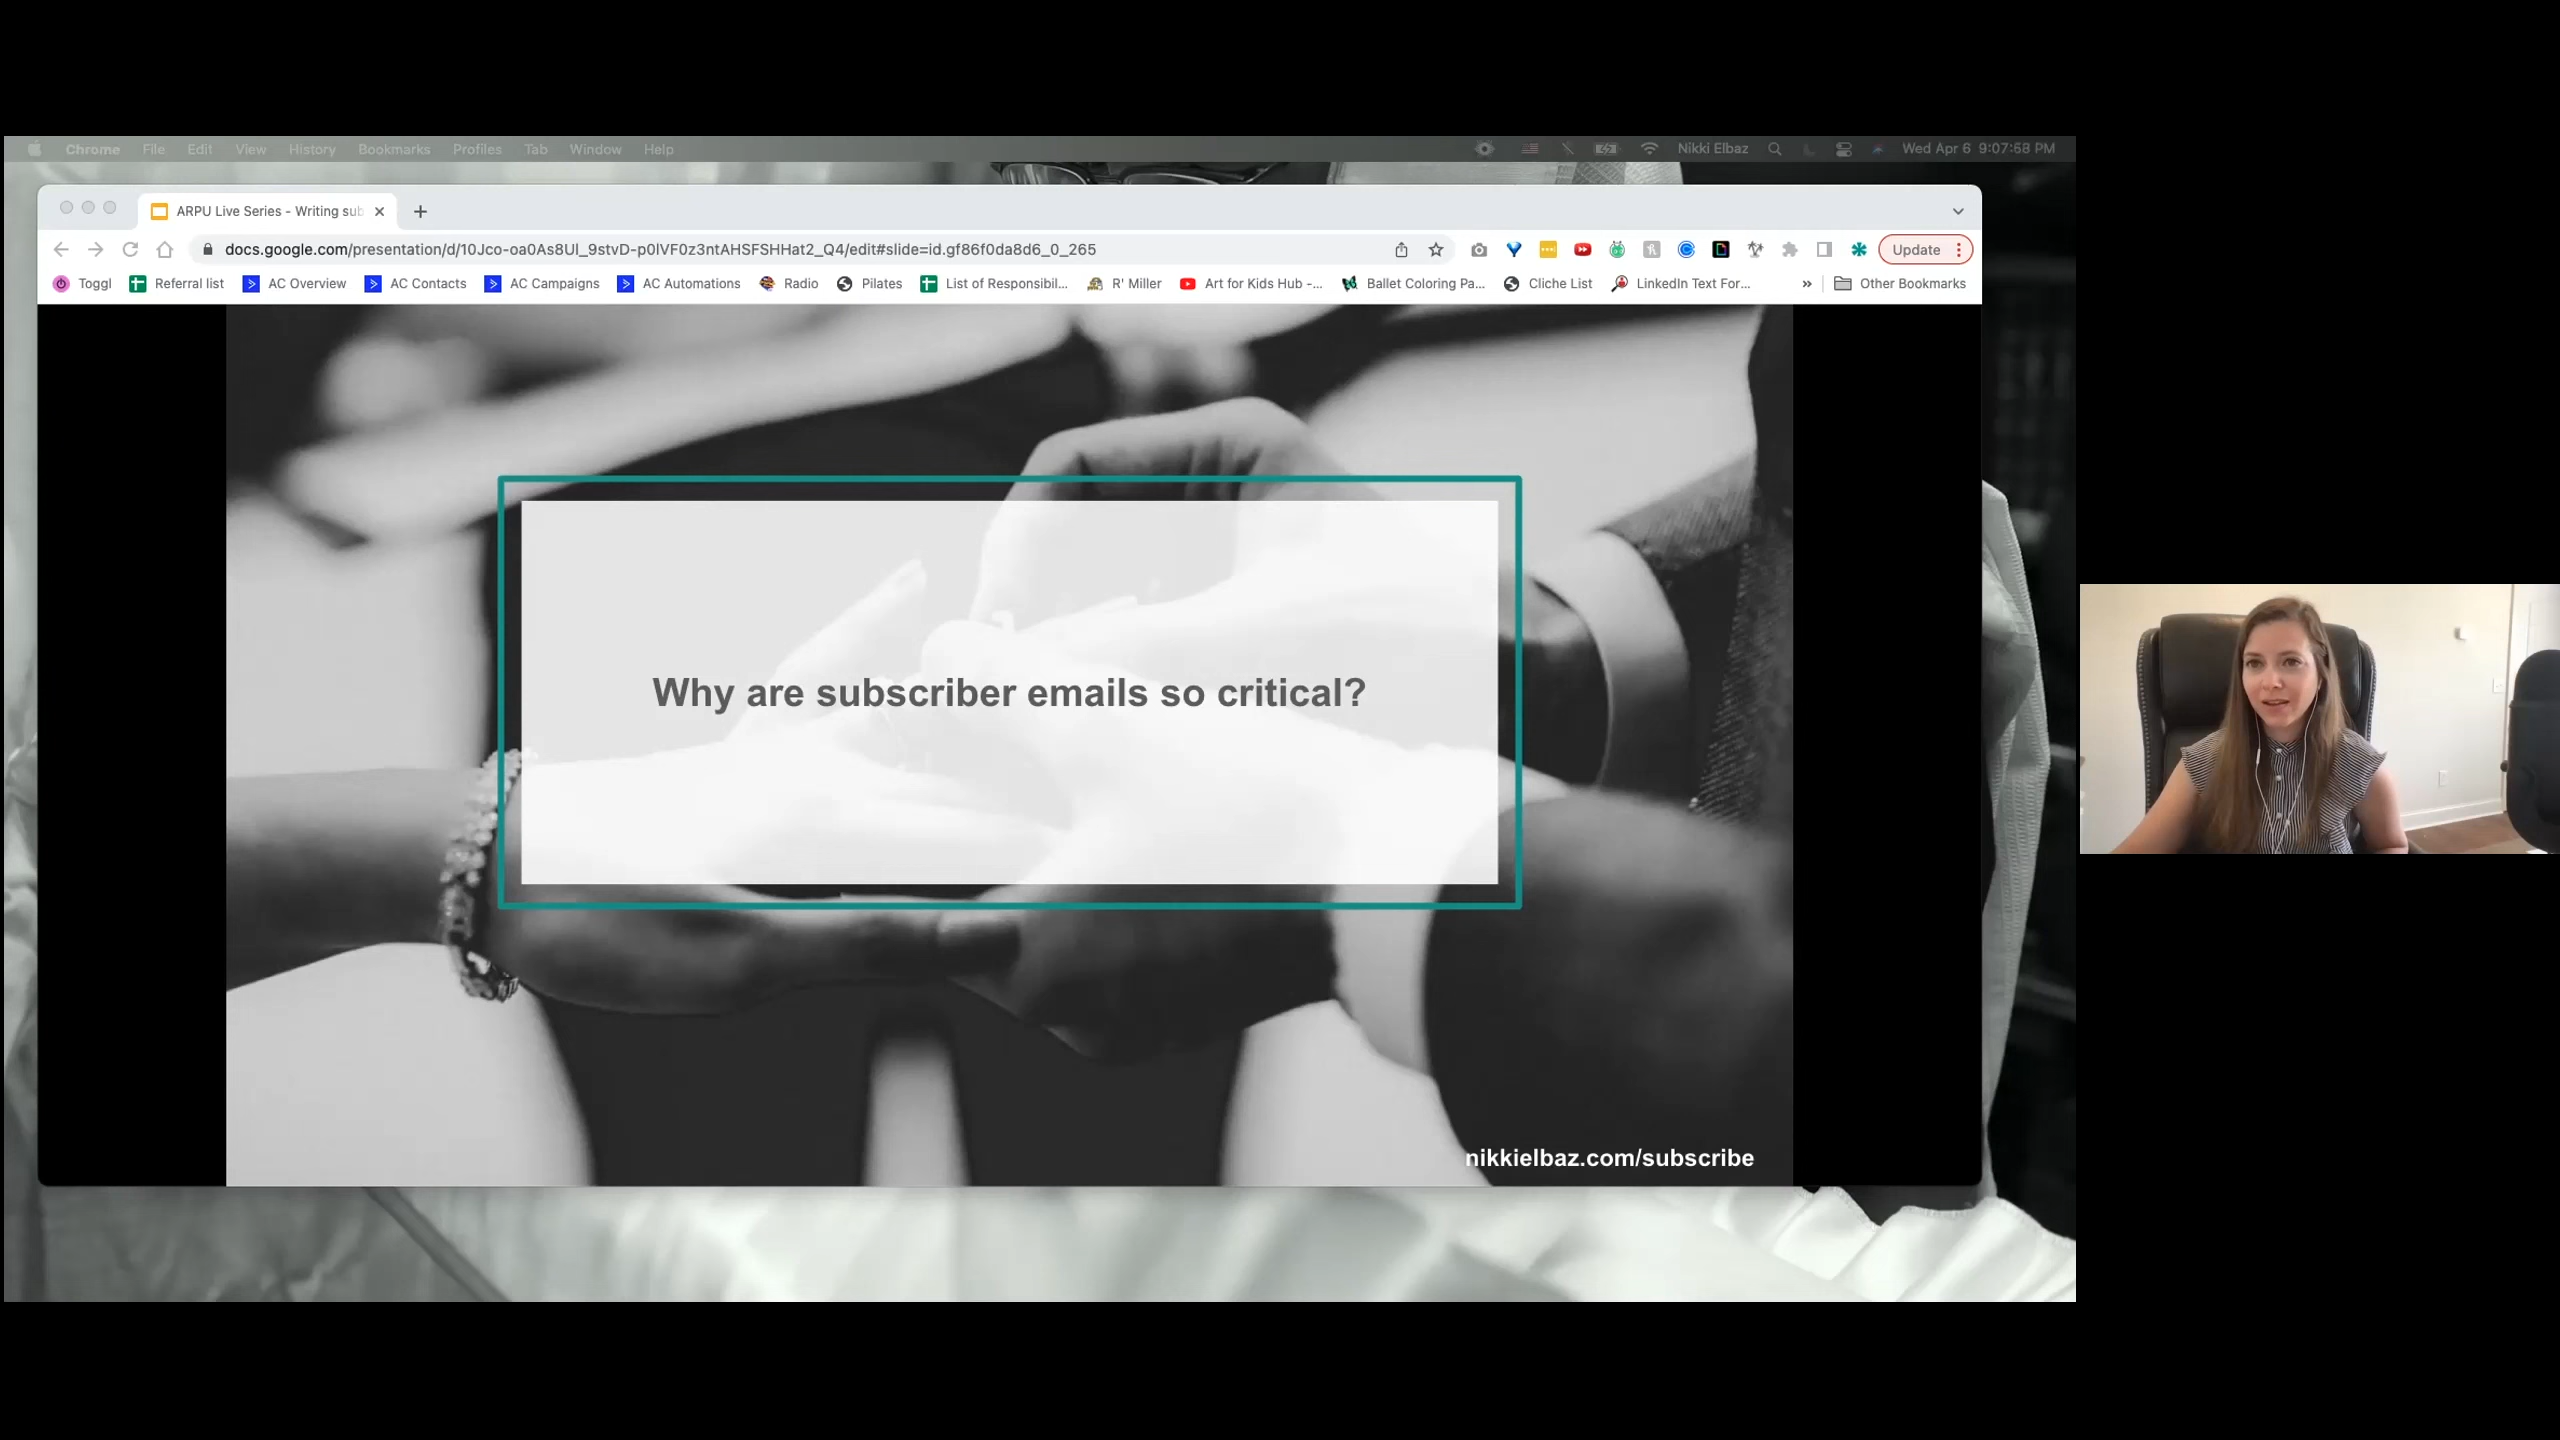 Chrome File Edit View History Bookmarks Profiles Tab Window Help Nikki Elbaz Wed Apr 6 9:07:58 PM
ARPU Live Series - Writing sub
docs.google.com/presentation/d/10Jco-oa0As8Ul_9stvD-p0lVF0z3ntAHSFSHHat2_Q4/edit#slide=id.gf86f0da8d6_0_265 Update
Toggl Referral list AC Overview AC Contacts AC Campaigns AC Automations Radio Pilates List of Responsibil... R' Miller Art for Kids Hub -... Ballet Coloring Pa... Cliche List LinkedIn Text For... » Other Bookmarks
Why are subscriber emails so critical?
nikkielbaz.com/subscribe